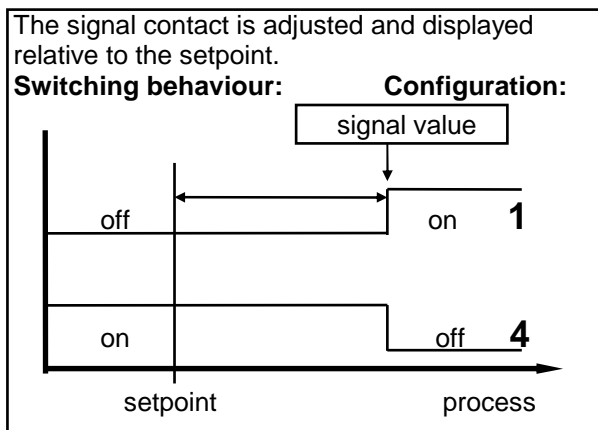 The signal contact is adjusted and displayed
relative to the setpoint.
Switching behaviour: Configuration:
signal value
off on 1
on off 4
setpoint process